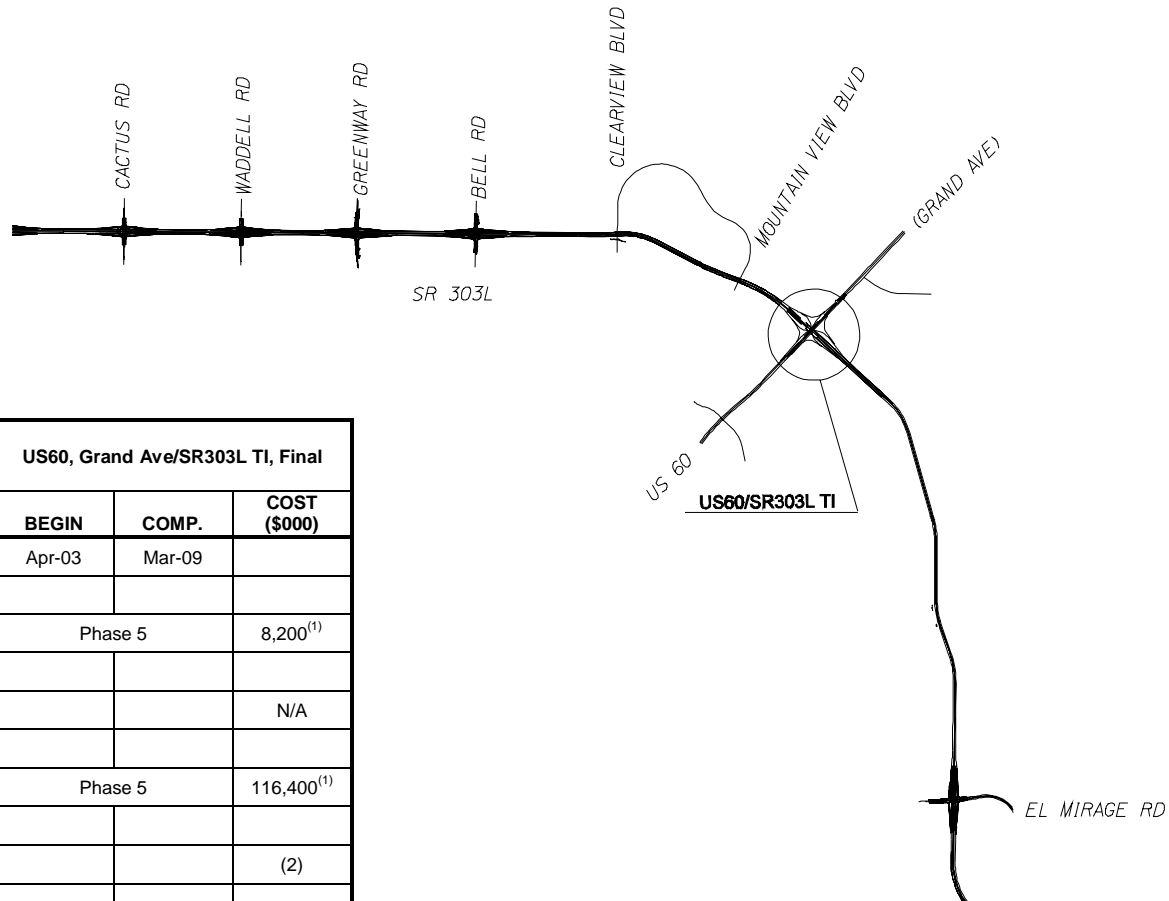 CACTUS RD
WADDELL RD
GREENWAY RD
BELL RD
CLEARVIEW BLVD
MOUNTAIN VIEW BLVD
(GRAND AVE)
SR 303L
US 60
US60/SR303L TI
EL MIRAGE RD
US60, Grand Ave/SR303L TI, Final
BEGIN COMP. COST ($000)
Apr-03 Mar-09
Phase 5 8,200(1)
N/A
Phase 5 116,400(1)
(2)